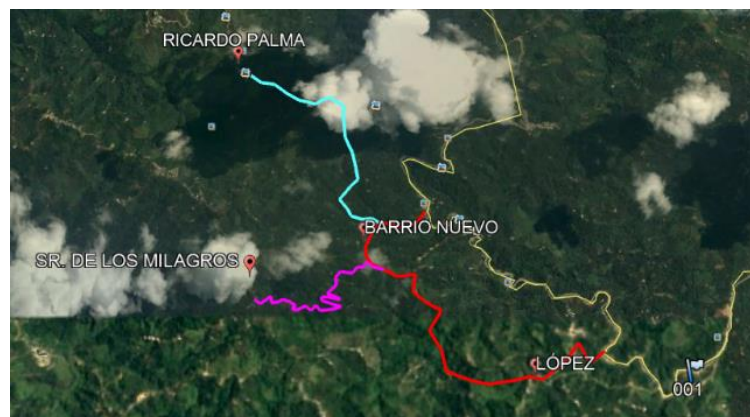 RICARDO PALMA
BARRIO NUEVO
SR. DE LOS MILAGROS
LÓPEZ
001